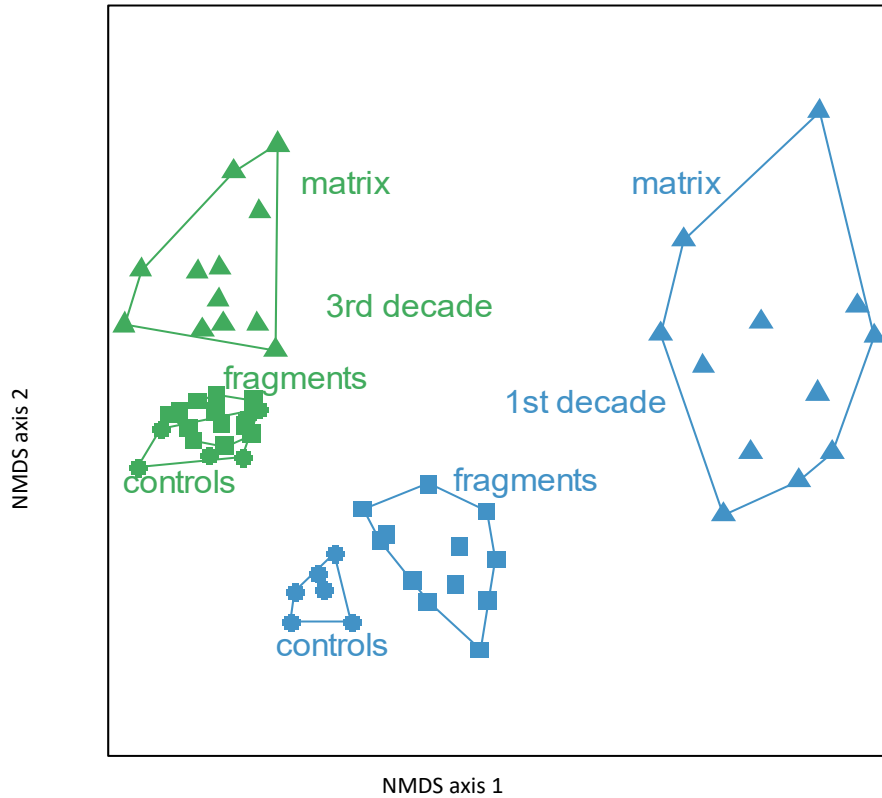 matrix
matrix
3rd decade
fragments
1st decade
controls
fragments
controls
NMDS axis 2
NMDS axis 1